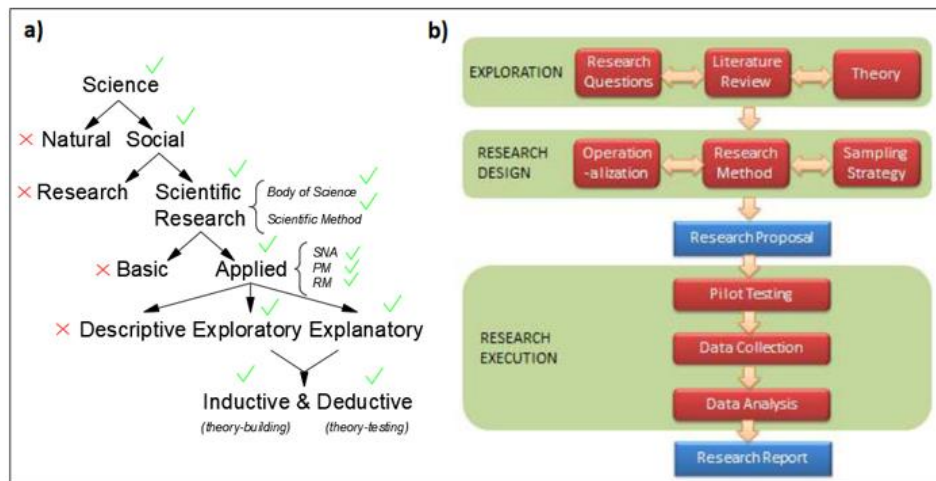 a)
Science
Natural Social
Research Scientific
Research
Body of Science
Scientific Method
Basic Applied
SNA
PM
RM
Descriptive Exploratory Explanatory
Inductive & Deductive
(theory-building) (theory-testing)
b)
EXPLORATION
Research
Questions
Literature
Review
Theory
RESEARCH
DESIGN
Operation
-alization
Research
Method
Sampling
Strategy
Research Proposal
RESEARCH
EXECUTION
Pilot Testing
Data Collection
Data Analysis
Research Report